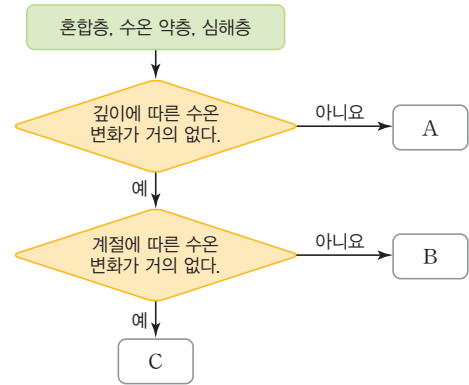 혼합층, 수온 약층, 심해층
깊이에 따른 수온
변화가 거의 없다.
아니요
A
예
계절에 따른 수온
변화가 거의 없다.
아니요
B
예
C